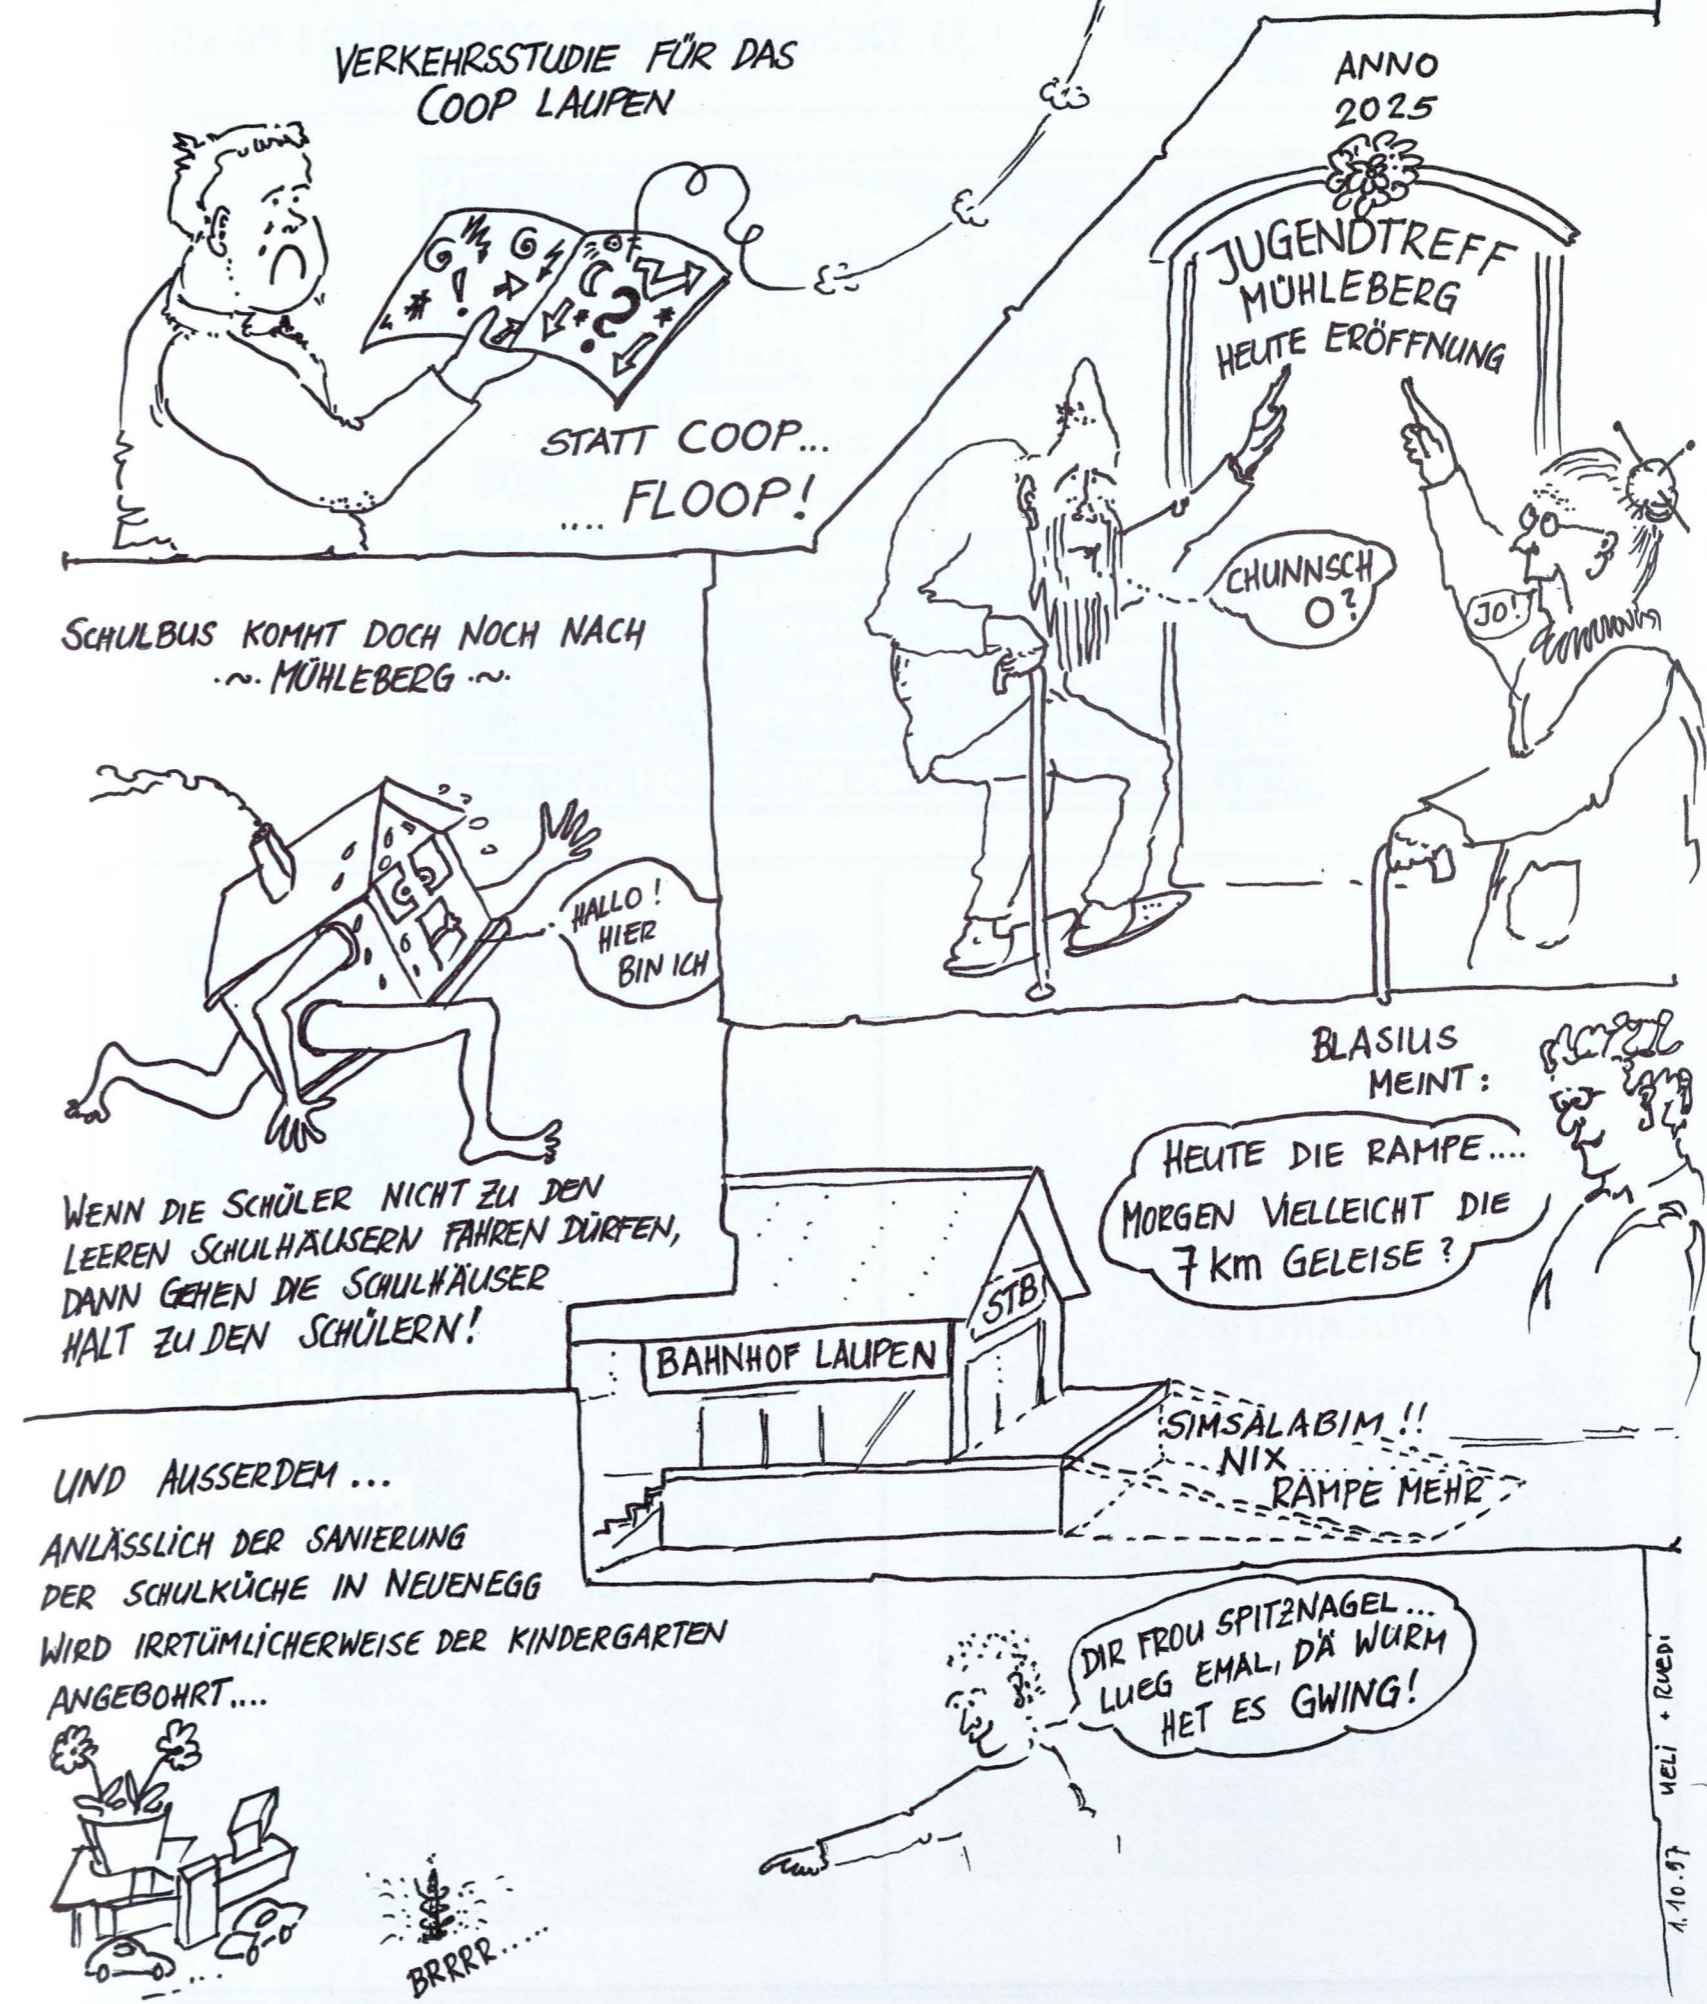 VERKEHRSSTUDIE FÜR DAS
COOP LAUPEN
STATT COOP...
.... FLOOP!
ANNO
2025
JUGENDTREFF
MÜHLEBERG
HEUTE ERÖFFNUNG
CHUNNSCH
O?
JO!
SCHULBUS KOMMT DOCH NOCH NACH
·~· MÜHLEBERG ·~·
HALLO!
HIER
BIN ICH
WENN DIE SCHÜLER NICHT ZU DEN
LEEREN SCHULHÄUSERN FAHREN DÜRFEN,
DANN GEHEN DIE SCHULHÄUSER
HALT ZU DEN SCHÜLERN!
BLASIUS
MEINT:
HEUTE DIE RAMPE....
MORGEN VIELLEICHT DIE
7 km GELEISE?
STB
BAHNHOF LAUPEN
SIMSALABIM!!
NIX
RAMPE MEHR
UND AUSSERDEM...
ANLÄSSLICH DER SANIERUNG
DER SCHULKÜCHE IN NEUENEGG
WIRD IRRTÜMLICHERWEISE DER KINDERGARTEN
ANGEBOHRT....
DIR FROU SPITZNAGEL...
LUEG EMAL, DÄ WURM
HET ES GWING!
BRRRR.....
1.10.97 UELI + RUEDI